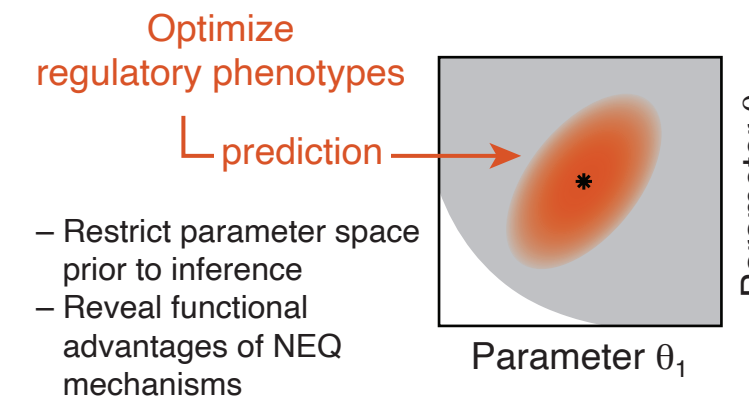 Optimize
regulatory phenotypes
prediction
– Restrict parameter space
prior to inference
– Reveal functional
advantages of NEQ
mechanisms
Parameter θ₁